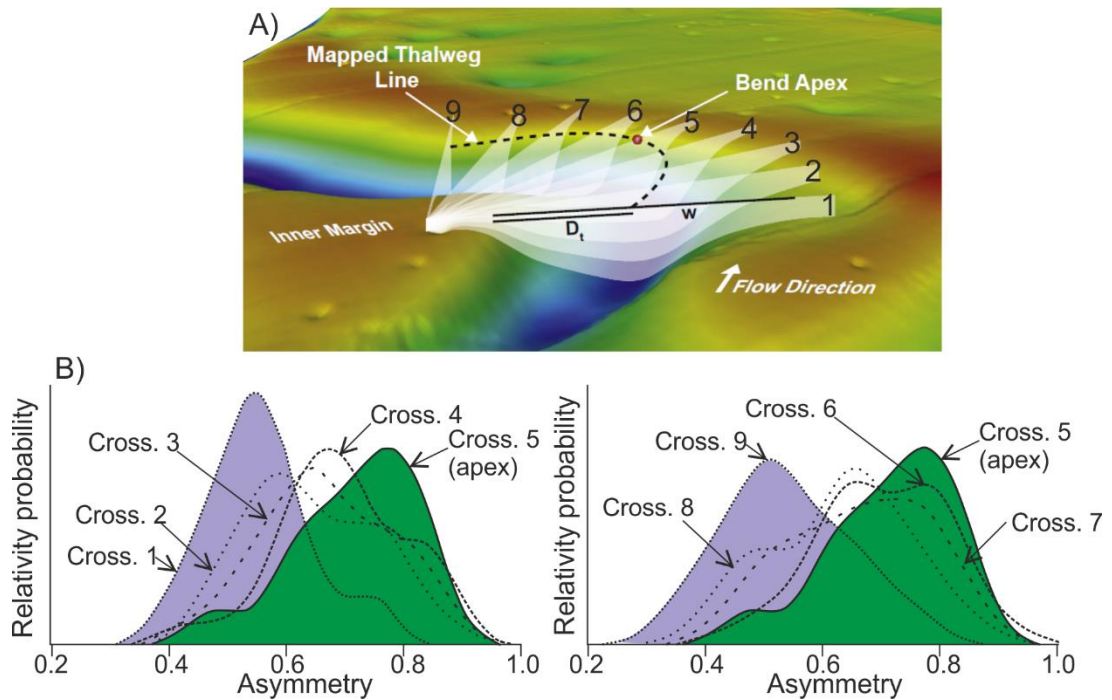 A)
Mapped Thalweg
Line
Bend Apex
9
8
7
6
5
4
3
2
1
w
Dt
Inner Margin
Flow Direction
B)
Relativity probability
Cross. 3
Cross. 2
Cross. 1
Cross. 4
Cross. 5
(apex)
0.2
0.4
0.6
0.8
1.0
Asymmetry
Relativity probability
Cross. 9
Cross. 8
Cross. 6
Cross. 5
(apex)
Cross. 7
0.2
0.4
0.6
0.8
1.0
Asymmetry